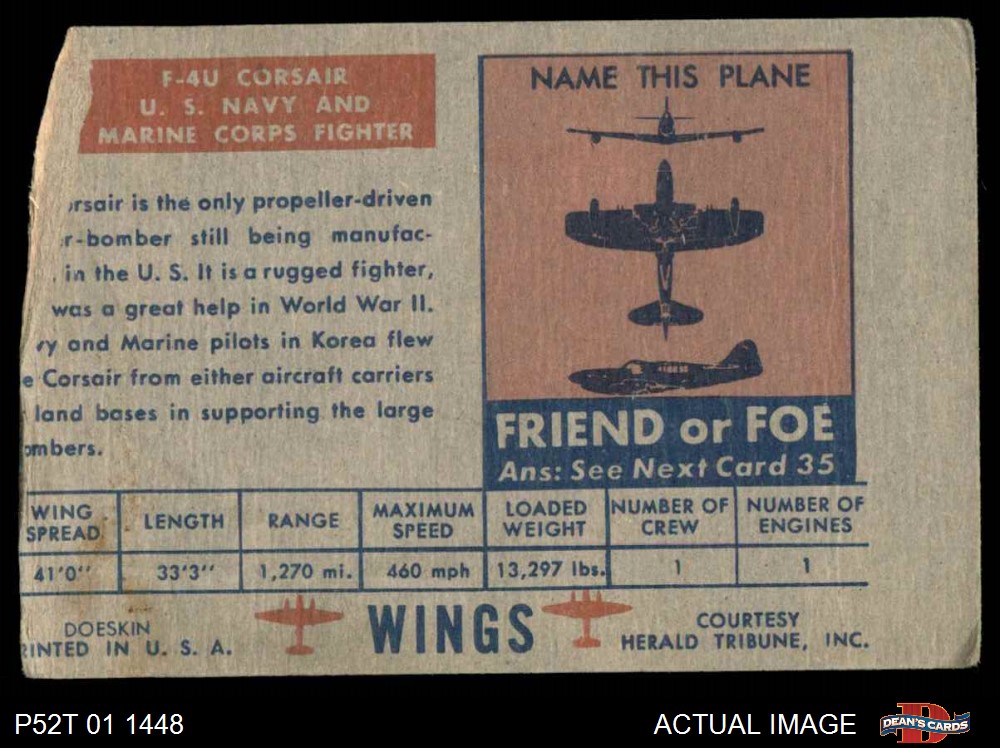 F-4U CORSAIR
U. S. NAVY AND
MARINE CORPS FIGHTER
rsair is the only propeller-driven
r-bomber still being manufac-
in the U. S. It is a rugged fighter,
was a great help in World War II.
vy and Marine pilots in Korea flew
e Corsair from either aircraft carriers
land bases in supporting the large
ombers.
NAME THIS PLANE
FRIEND or FOE
Ans: See Next Card 35
WING SPREAD LENGTH RANGE MAXIMUM SPEED LOADED WEIGHT NUMBER OF CREW NUMBER OF ENGINES
41'0" 33'3" 1,270 mi. 460 mph 13,297 lbs. 1 1
DOESKIN
RINTED IN U. S. A.
WINGS
COURTESY
HERALD TRIBUNE, INC.
P52T 01 1448
ACTUAL IMAGE
D
DEAN'S CARDS